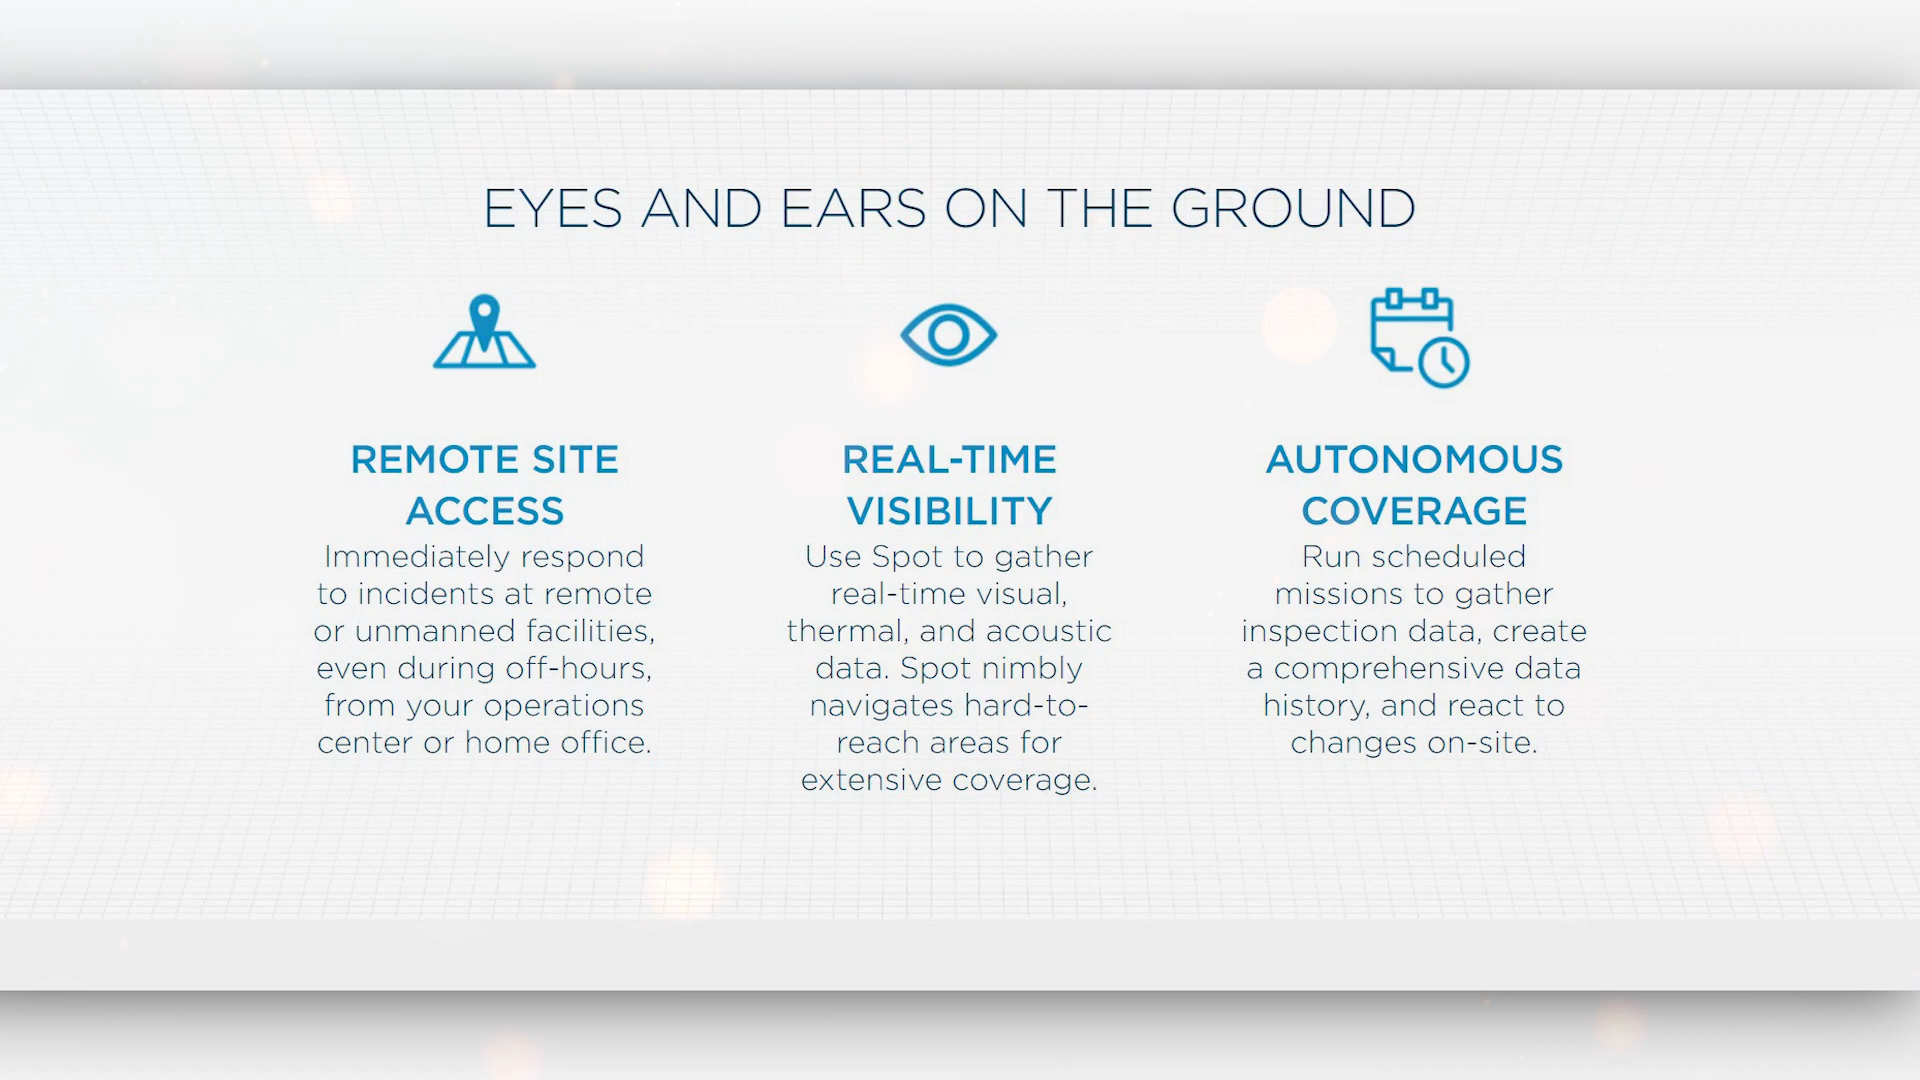 EYES AND EARS ON THE GROUND
REMOTE SITE
ACCESS
Immediately respond
to incidents at remote
or unmanned facilities,
even during off-hours,
from your operations
center or home office.
REAL-TIME
VISIBILITY
Use Spot to gather
real-time visual,
thermal, and acoustic
data. Spot nimbly
navigates hard-to-
reach areas for
extensive coverage.
AUTONOMOUS
COVERAGE
Run scheduled
missions to gather
inspection data, create
a comprehensive data
history, and react to
changes on-site.